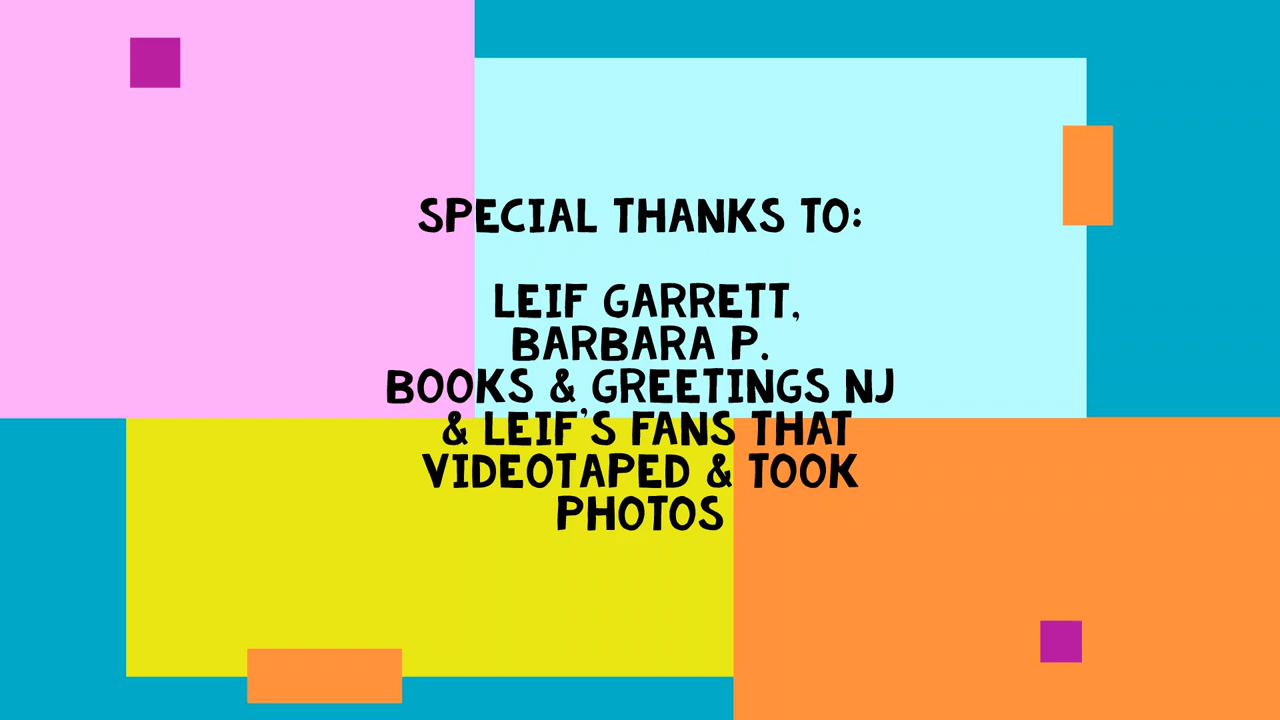 SPECIAL THANKS TO:
LEIF GARRETT,
BARBARA P.
BOOKS & GREETINGS NJ
& LEIF'S FANS THAT
VIDEOTAPED & TOOK
PHOTOS